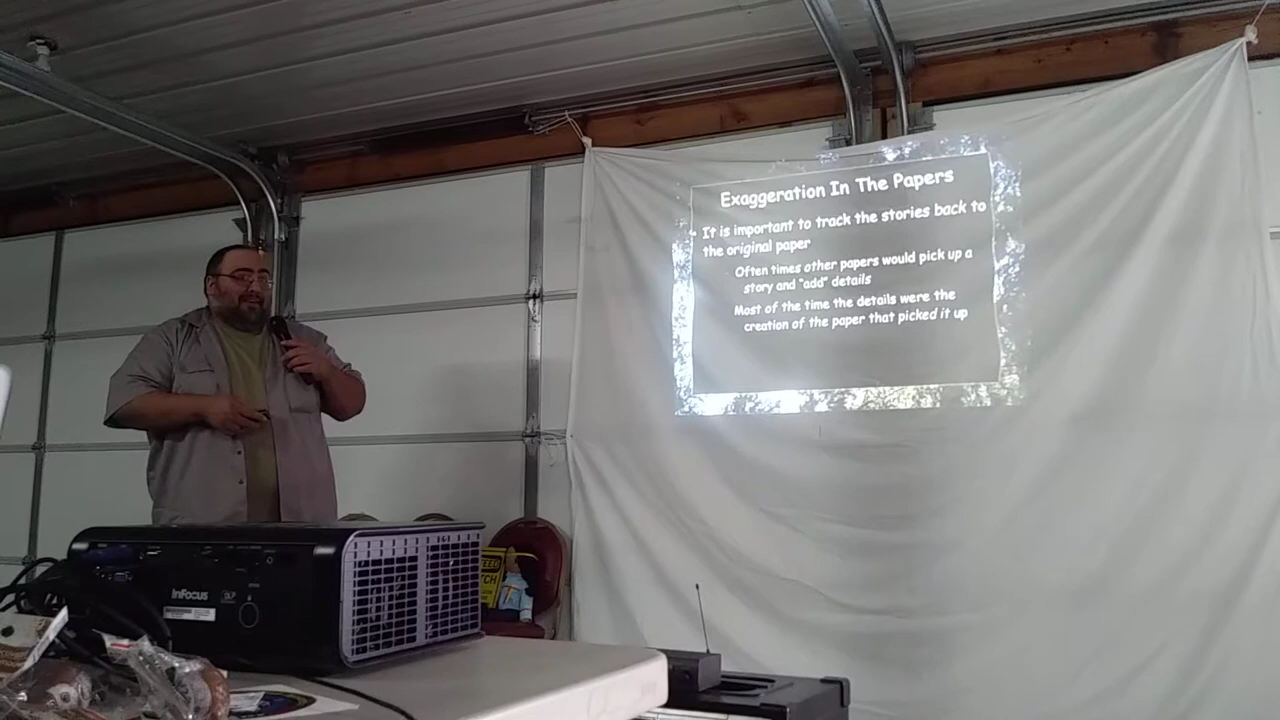 Exaggeration In The Papers
It is important to track the stories back to
the original paper
Often times other papers would pick up a
story and "add" details
Most of the time the details were the
creation of the paper that picked it up
InFocus
DLP